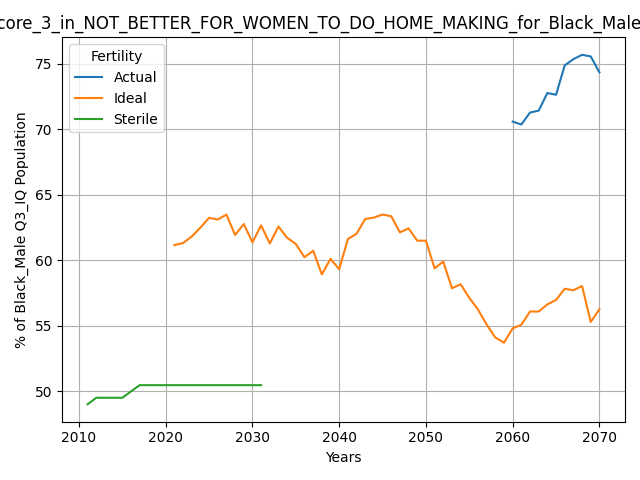 core_3_in_NOT_BETTER_FOR_WOMEN_TO_DO_HOME_MAKING_for_Black_Male
Fertility
Actual
Ideal
Sterile
% of Black_Male Q3_IQ Population
75
70
65
60
55
50
2010 2020 2030 2040 2050 2060 2070
Years